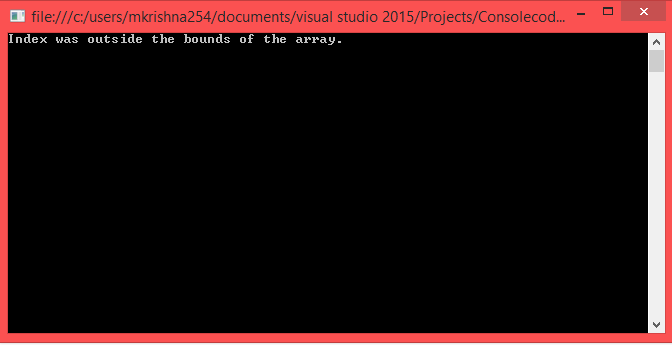 file:///c:/users/mkrishna254/documents/visual studio 2015/Projects/Consolecod...
Index was outside the bounds of the array.